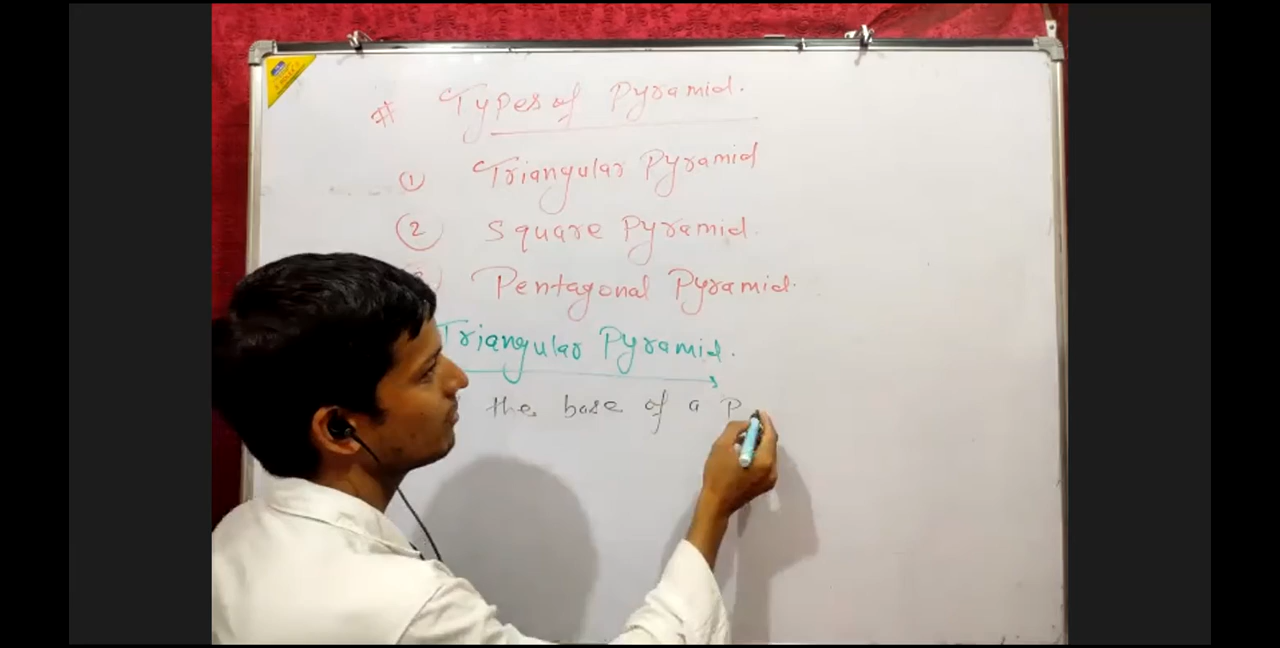 # Types of Pyramid.
① Triangular Pyramid
② Square Pyramid.
Pentagonal Pyramid.
Triangular Pyramid.
the base of a P